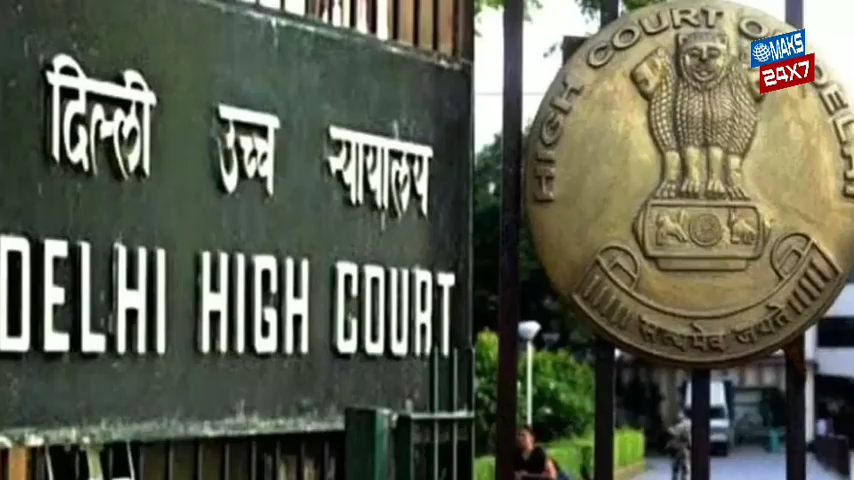 दिल्ली उच्च न्यायालय
DELHI HIGH COURT
HIGH COURT OF DELHI
सत्यमेव जयते
MAKS
24X7